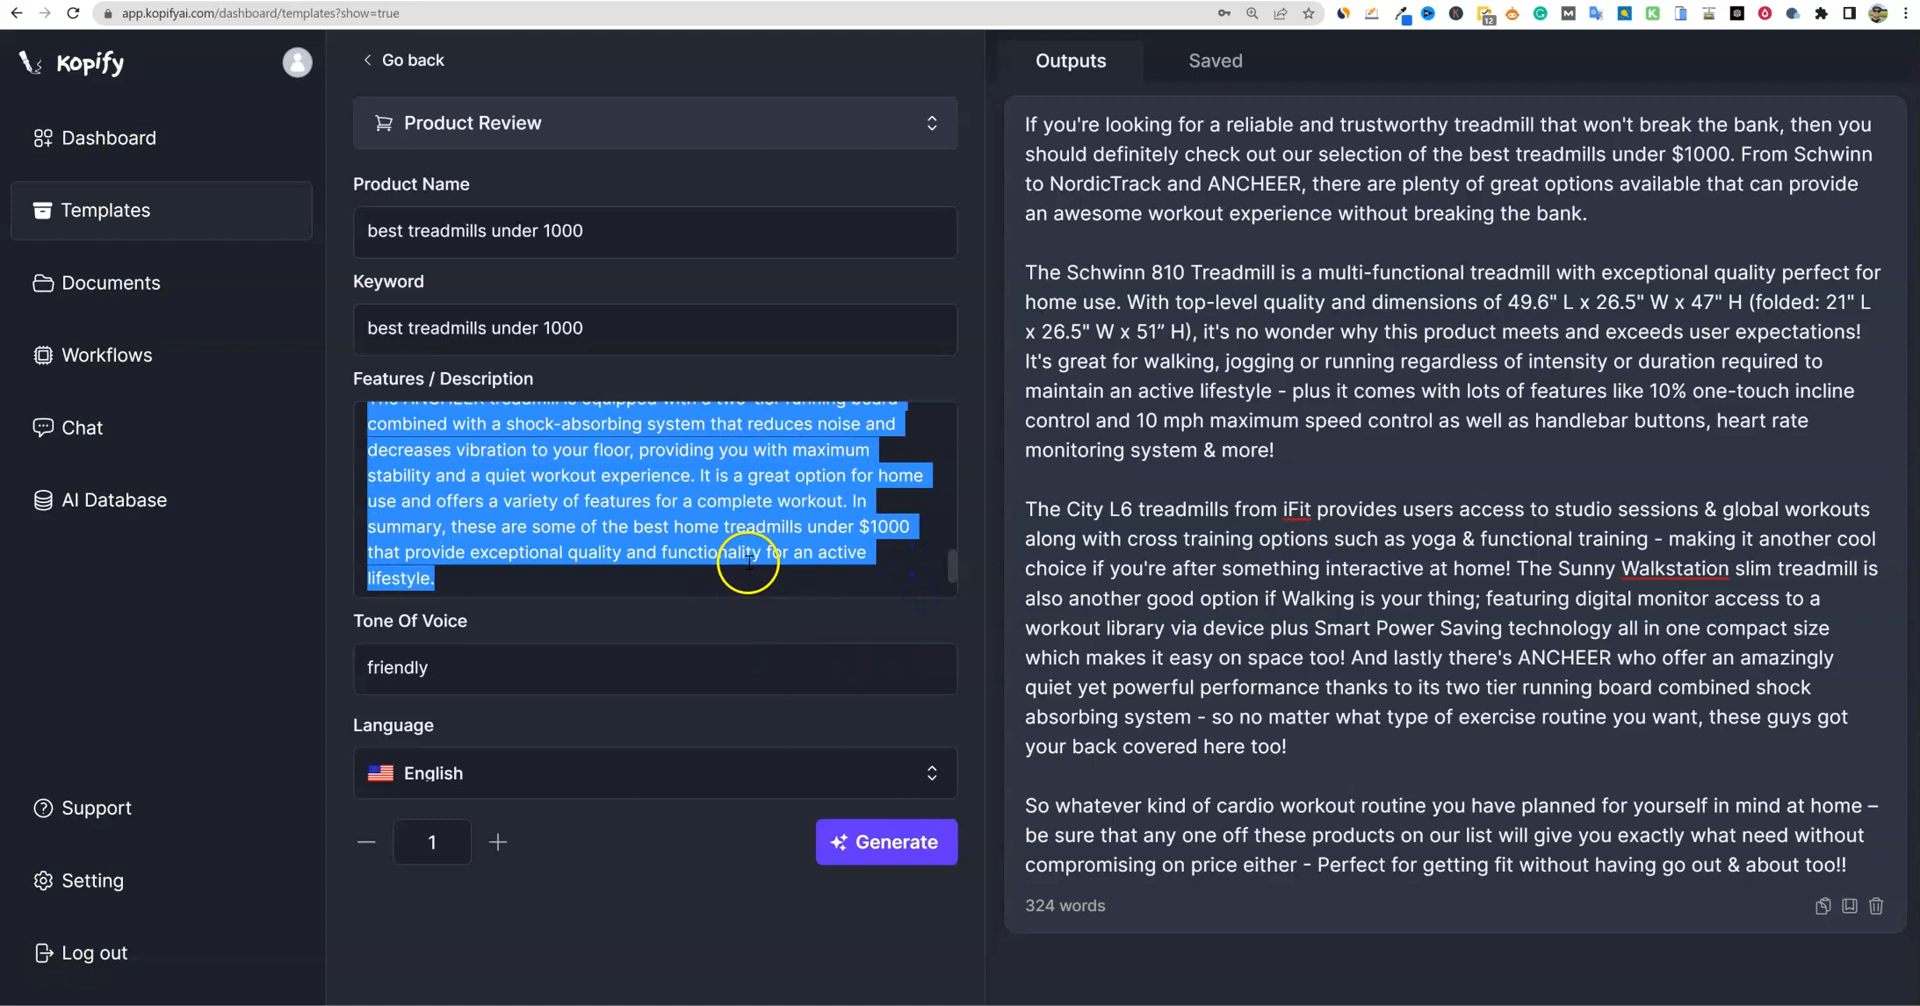 app.kopifyai.com/dashboard/templates?show=true
12
Kopify
Dashboard
Templates
Documents
Workflows
Chat
AI Database
Support
Setting
Log out
Go back
Product Review
Product Name
best treadmills under 1000
Keyword
best treadmills under 1000
Features / Description
The ANCHEER treadmill is equipped with a two-tier running board
combined with a shock-absorbing system that reduces noise and
decreases vibration to your floor, providing you with maximum
stability and a quiet workout experience. It is a great option for home
use and offers a variety of features for a complete workout. In
summary, these are some of the best home treadmills under $1000
that provide exceptional quality and functionality for an active
lifestyle.
Tone Of Voice
friendly
Language
English
1
Generate
Outputs
Saved
If you're looking for a reliable and trustworthy treadmill that won't break the bank, then you
should definitely check out our selection of the best treadmills under $1000. From Schwinn
to NordicTrack and ANCHEER, there are plenty of great options available that can provide
an awesome workout experience without breaking the bank.
The Schwinn 810 Treadmill is a multi-functional treadmill with exceptional quality perfect for
home use. With top-level quality and dimensions of 49.6" L x 26.5" W x 47" H (folded: 21" L
x 26.5" W x 51” H), it's no wonder why this product meets and exceeds user expectations!
It's great for walking, jogging or running regardless of intensity or duration required to
maintain an active lifestyle - plus it comes with lots of features like 10% one-touch incline
control and 10 mph maximum speed control as well as handlebar buttons, heart rate
monitoring system & more!
The City L6 treadmills from iFit provides users access to studio sessions & global workouts
along with cross training options such as yoga & functional training - making it another cool
choice if you're after something interactive at home! The Sunny Walkstation slim treadmill is
also another good option if Walking is your thing; featuring digital monitor access to a
workout library via device plus Smart Power Saving technology all in one compact size
which makes it easy on space too! And lastly there's ANCHEER who offer an amazingly
quiet yet powerful performance thanks to its two tier running board combined shock
absorbing system - so no matter what type of exercise routine you want, these guys got
your back covered here too!
So whatever kind of cardio workout routine you have planned for yourself in mind at home –
be sure that any one off these products on our list will give you exactly what need without
compromising on price either - Perfect for getting fit without having go out & about too!!
324 words